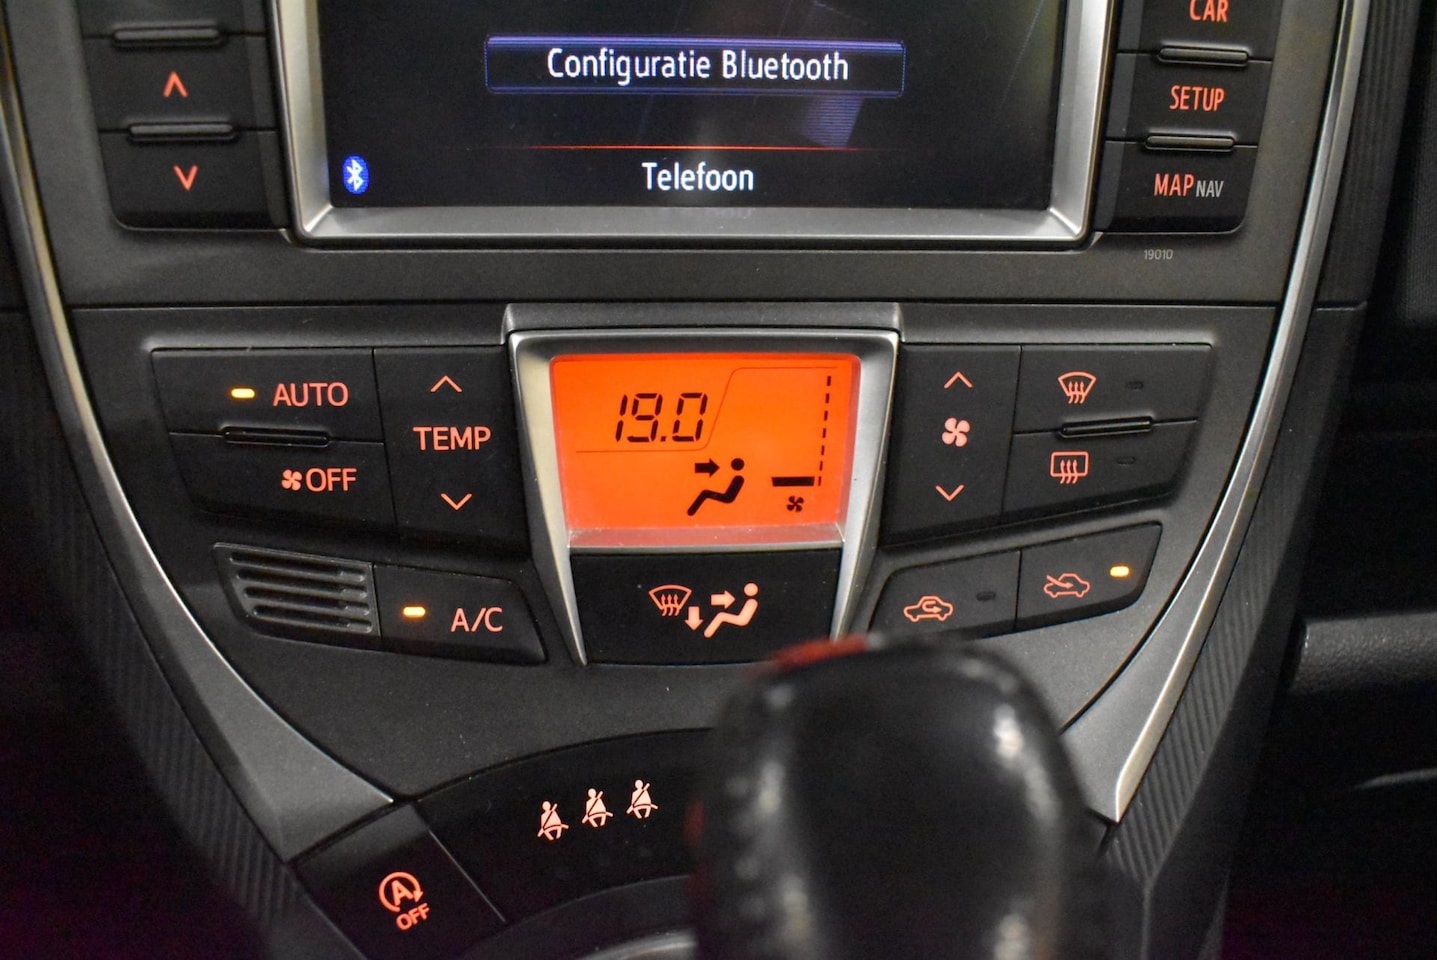 CAR
Configuratie Bluetooth
SETUP
Telefoon
MAP NAV
19010
AUTO
TEMP
OFF
19.0
A/C
A
OFF